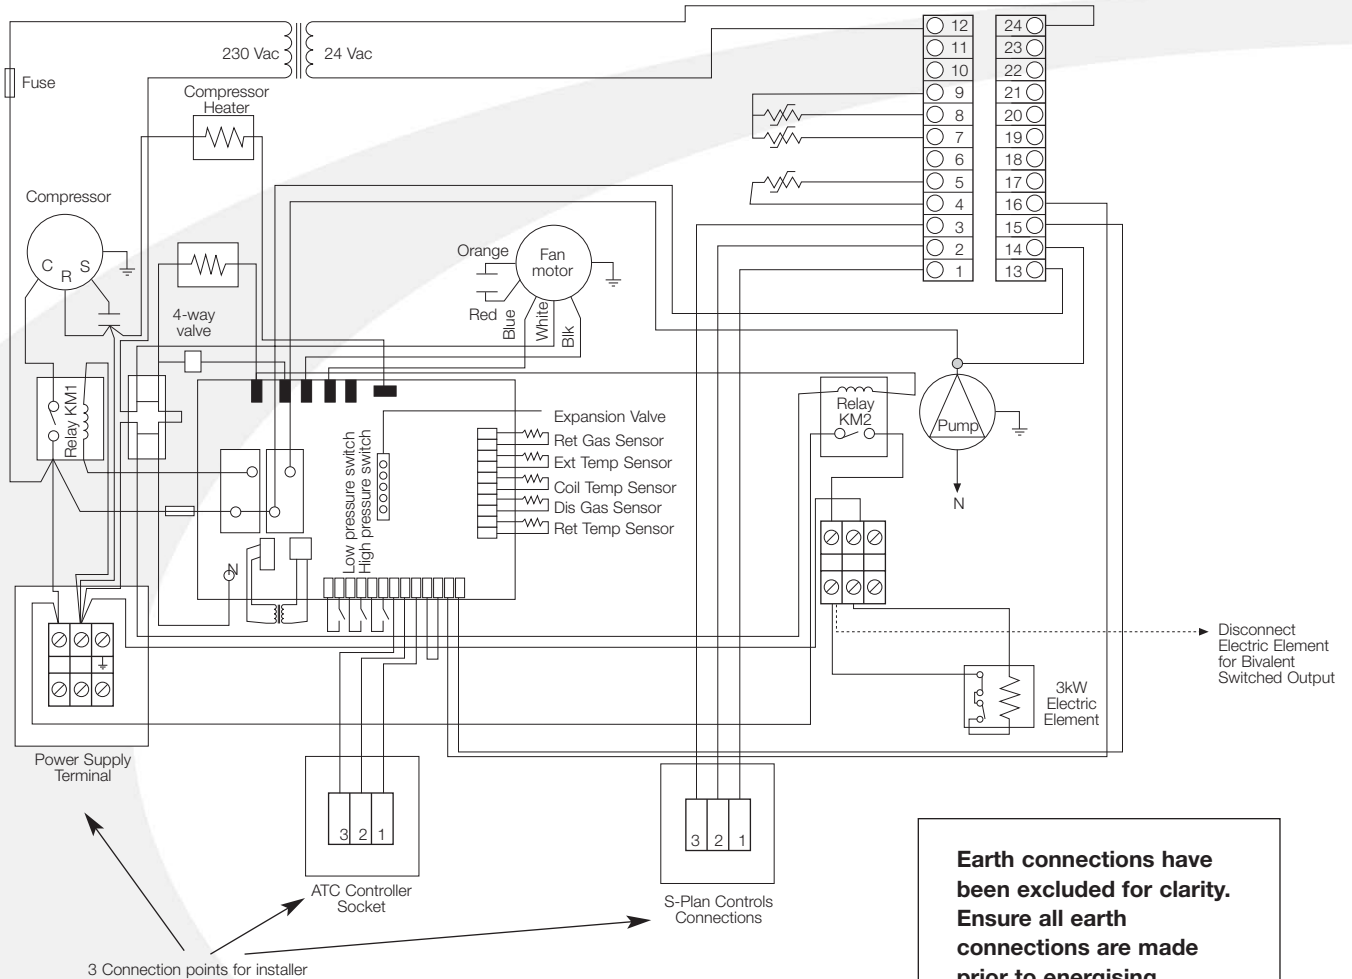 230 Vac
24 Vac
Fuse
Compressor
Heater
Compressor
C
R
S
4-way
valve
Relay KM1
Orange
Red
Fan
motor
Blue
White
Blk
12
11
10
9
8
7
6
5
4
3
2
1
24
23
22
21
20
19
18
17
16
15
14
13
Relay
KM2
Pump
N
Low pressure switch
High pressure switch
Expansion Valve
Ret Gas Sensor
Ext Temp Sensor
Coil Temp Sensor
Dis Gas Sensor
Ret Temp Sensor
N
Disconnect
Electric Element
for Bivalent
Switched Output
3kW
Electric
Element
Power Supply
Terminal
3 2 1
ATC Controller
Socket
3 2 1
S-Plan Controls
Connections
3 Connection points for installer
Earth connections have
been excluded for clarity.
Ensure all earth
connections are made
prior to energising